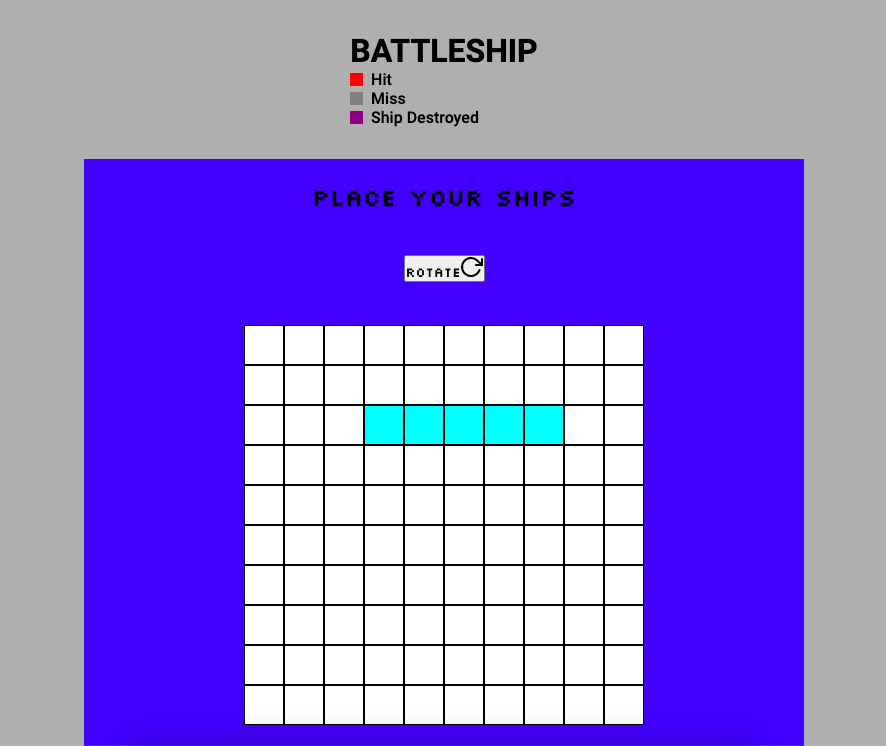 BATTLESHIP
Hit
Miss
Ship Destroyed
PLACE YOUR SHIPS
ROTATE